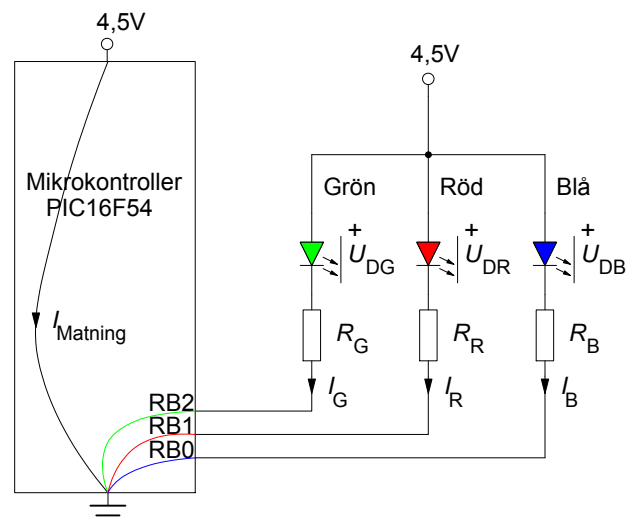 4,5V
4,5V
Mikrokontroller
PIC16F54
Grön
Röd
Blå
+
+
+
UDG
UDR
UDB
IMatning
RG
RR
RB
IG
IR
IB
RB2
RB1
RB0